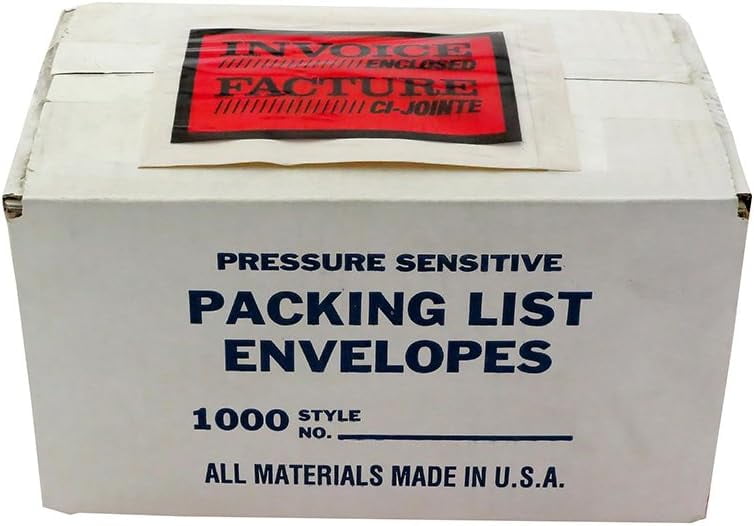 INVOICE
ENCLOSED
FACTURE
CI-JOINTE
PRESSURE SENSITIVE
PACKING LIST
ENVELOPES
1000 STYLE
NO.
ALL MATERIALS MADE IN U.S.A.